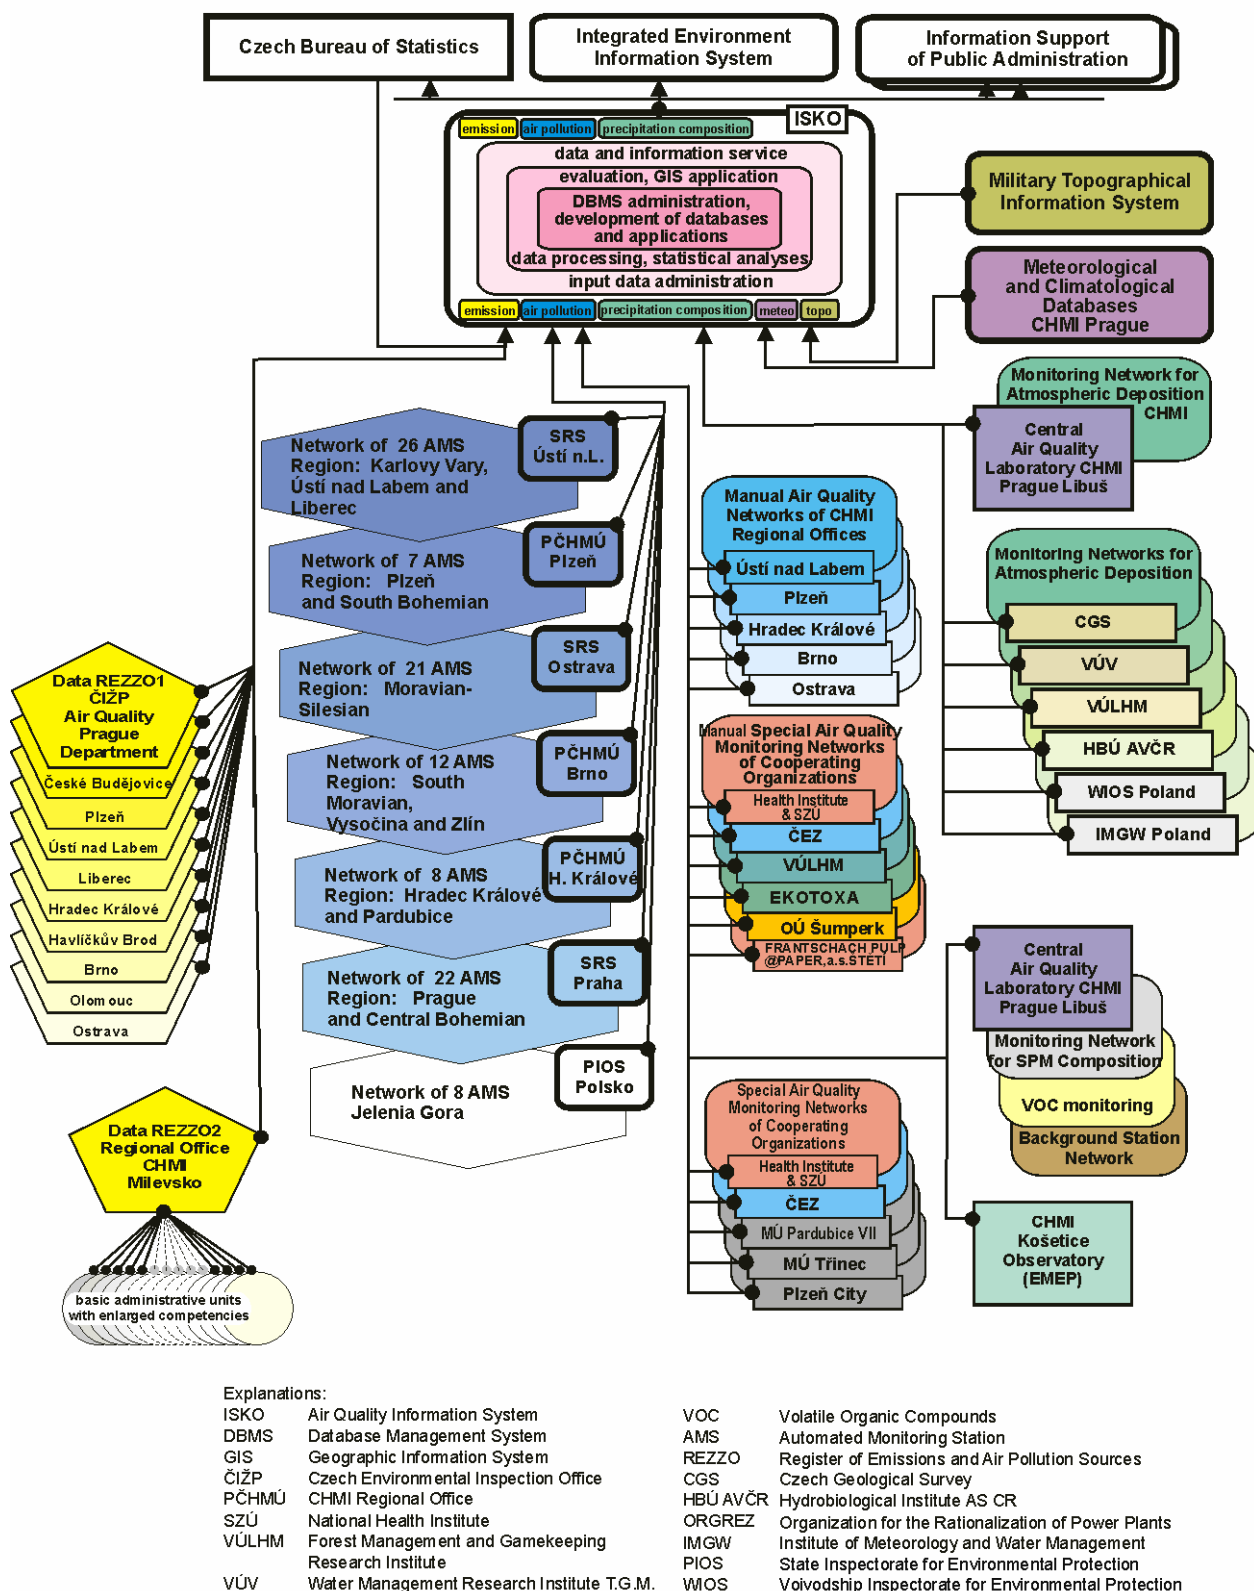 Czech Bureau of Statistics
Integrated Environment
Information System
Information Support
of Public Administration
ISKO
emission
air pollution
precipitation composition
data and information service
evaluation, GIS application
DBMS administration,
development of databases
and applications
data processing, statistical analyses
input data administration
emission
air pollution
precipitation composition
meteo
topo
Military Topographical
Information System
Meteorological
and Climatological
Databases
CHMI Prague
Monitoring Network for
Atmospheric Deposition
CHMI
Central
Air Quality
Laboratory CHMI
Prague Libuš
Network of 26 AMS
Region: Karlovy Vary,
Ústí nad Labem and
Liberec
SRS
Ústí n.L.
Network of 7 AMS
Region: Plzeň
and South Bohemian
PČHMÚ
Plzeň
Network of 21 AMS
Region: Moravian-
Silesian
SRS
Ostrava
Network of 12 AMS
Region: South
Moravian,
Vysočina and Zlín
PČHMÚ
Brno
Network of 8 AMS
Region: Hradec Králové
and Pardubice
PČHMÚ
H. Králové
Network of 22 AMS
Region: Prague
and Central Bohemian
SRS
Praha
Network of 8 AMS
Jelenia Gora
PIOS
Polsko
Manual Air Quality
Networks of CHMI
Regional Offices
Ústí nad Labem
Plzeň
Hradec Králové
Brno
Ostrava
Manual Special Air Quality
Monitoring Networks
of Cooperating
Organizations
Health Institute
& SZÚ
ČEZ
VÚLHM
EKOTOXA
OÚ Šumperk
FRANTSCHACH PULP
@PAPER,a.s.STĚTÍ
Monitoring Networks for
Atmospheric Deposition
CGS
VÚV
VÚLHM
HBÚ AVČR
WIOS Poland
IMGW Poland
Data REZZO1
ČIŽP
Air Quality
Prague
Department
České Budějovice
Plzeň
Ústí nad Labem
Liberec
Hradec Králové
Havlíčkův Brod
Brno
Olomouc
Ostrava
Data REZZO2
Regional Office
CHMI
Milevsko
basic administrative units
with enlarged competencies
Special Air Quality
Monitoring Networks
of Cooperating
Organizations
Health Institute
& SZÚ
ČEZ
MÚ Pardubice VII
MÚ Třinec
Plzeň City
Central
Air Quality
Laboratory CHMI
Prague Libuš
Monitoring Network
for SPM Composition
VOC monitoring
Background Station
Network
CHMI
Košetice
Observatory
(EMEP)
Explanations:
ISKO Air Quality Information System
DBMS Database Management System
GIS Geographic Information System
ČIŽP Czech Environmental Inspection Office
PČHMÚ CHMI Regional Office
SZÚ National Health Institute
VÚLHM Forest Management and Gamekeeping
Research Institute
VÚV Water Management Research Institute T.G.M.
VOC Volatile Organic Compounds
AMS Automated Monitoring Station
REZZO Register of Emissions and Air Pollution Sources
CGS Czech Geological Survey
HBÚ AVČR Hydrobiological Institute AS CR
ORGREZ Organization for the Rationalization of Power Plants
IMGW Institute of Meteorology and Water Management
PIOS State Inspectorate for Environmental Protection
WIOS Voivodship Inspectorate for Environmental Protection